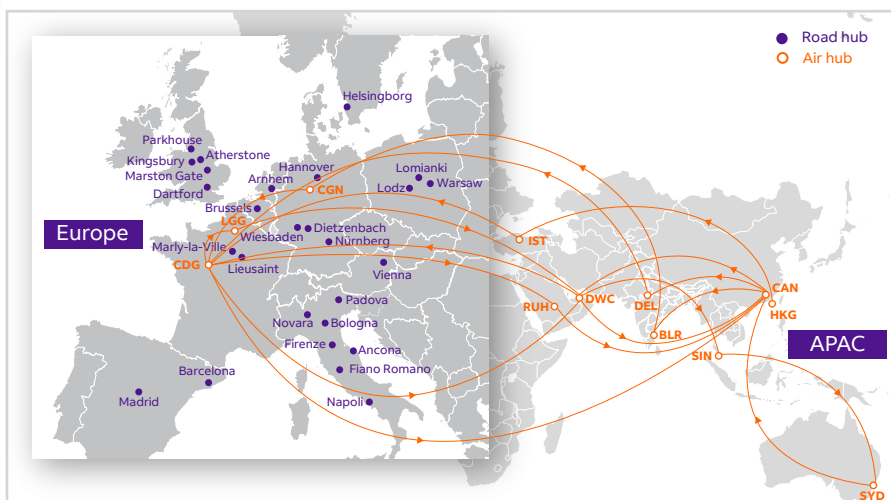 Road hub
Air hub
Helsingborg
Parkhouse
Atherstone
Kingsbury
Marston Gate
Dartford
Hannover
Arnhem
CGN
Lomianki
Lodz
Warsaw
Brussels
LGG
Europe
Wiesbaden
Dietzenbach
Nürnberg
Marly-la-Ville
Lieusaint
CDG
Vienna
IST
Padova
Novara
Bologna
Firenze
Ancona
Fiano Romano
Barcelona
Madrid
Napoli
RUH
DWC
DEL
BLR
CAN
HKG
SIN
APAC
SYD